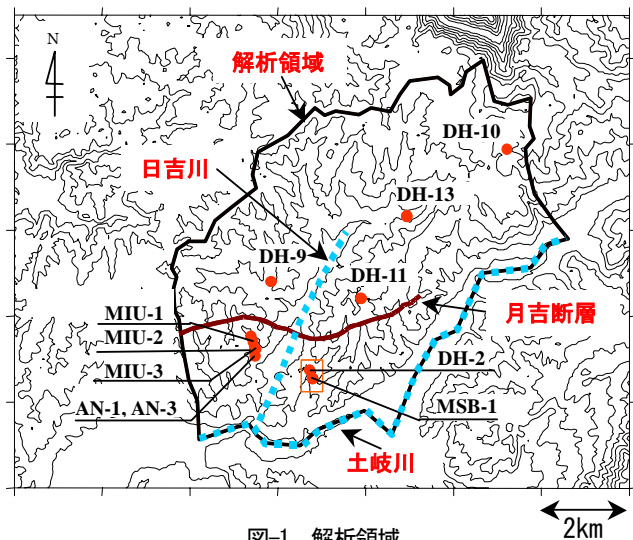 N
解析領域
DH-10
日吉川
DH-13
DH-9
DH-11
MIU-1
月吉断層
MIU-2
DH-2
MIU-3
AN-1, AN-3
MSB-1
土岐川
2km
図-1 解析領域